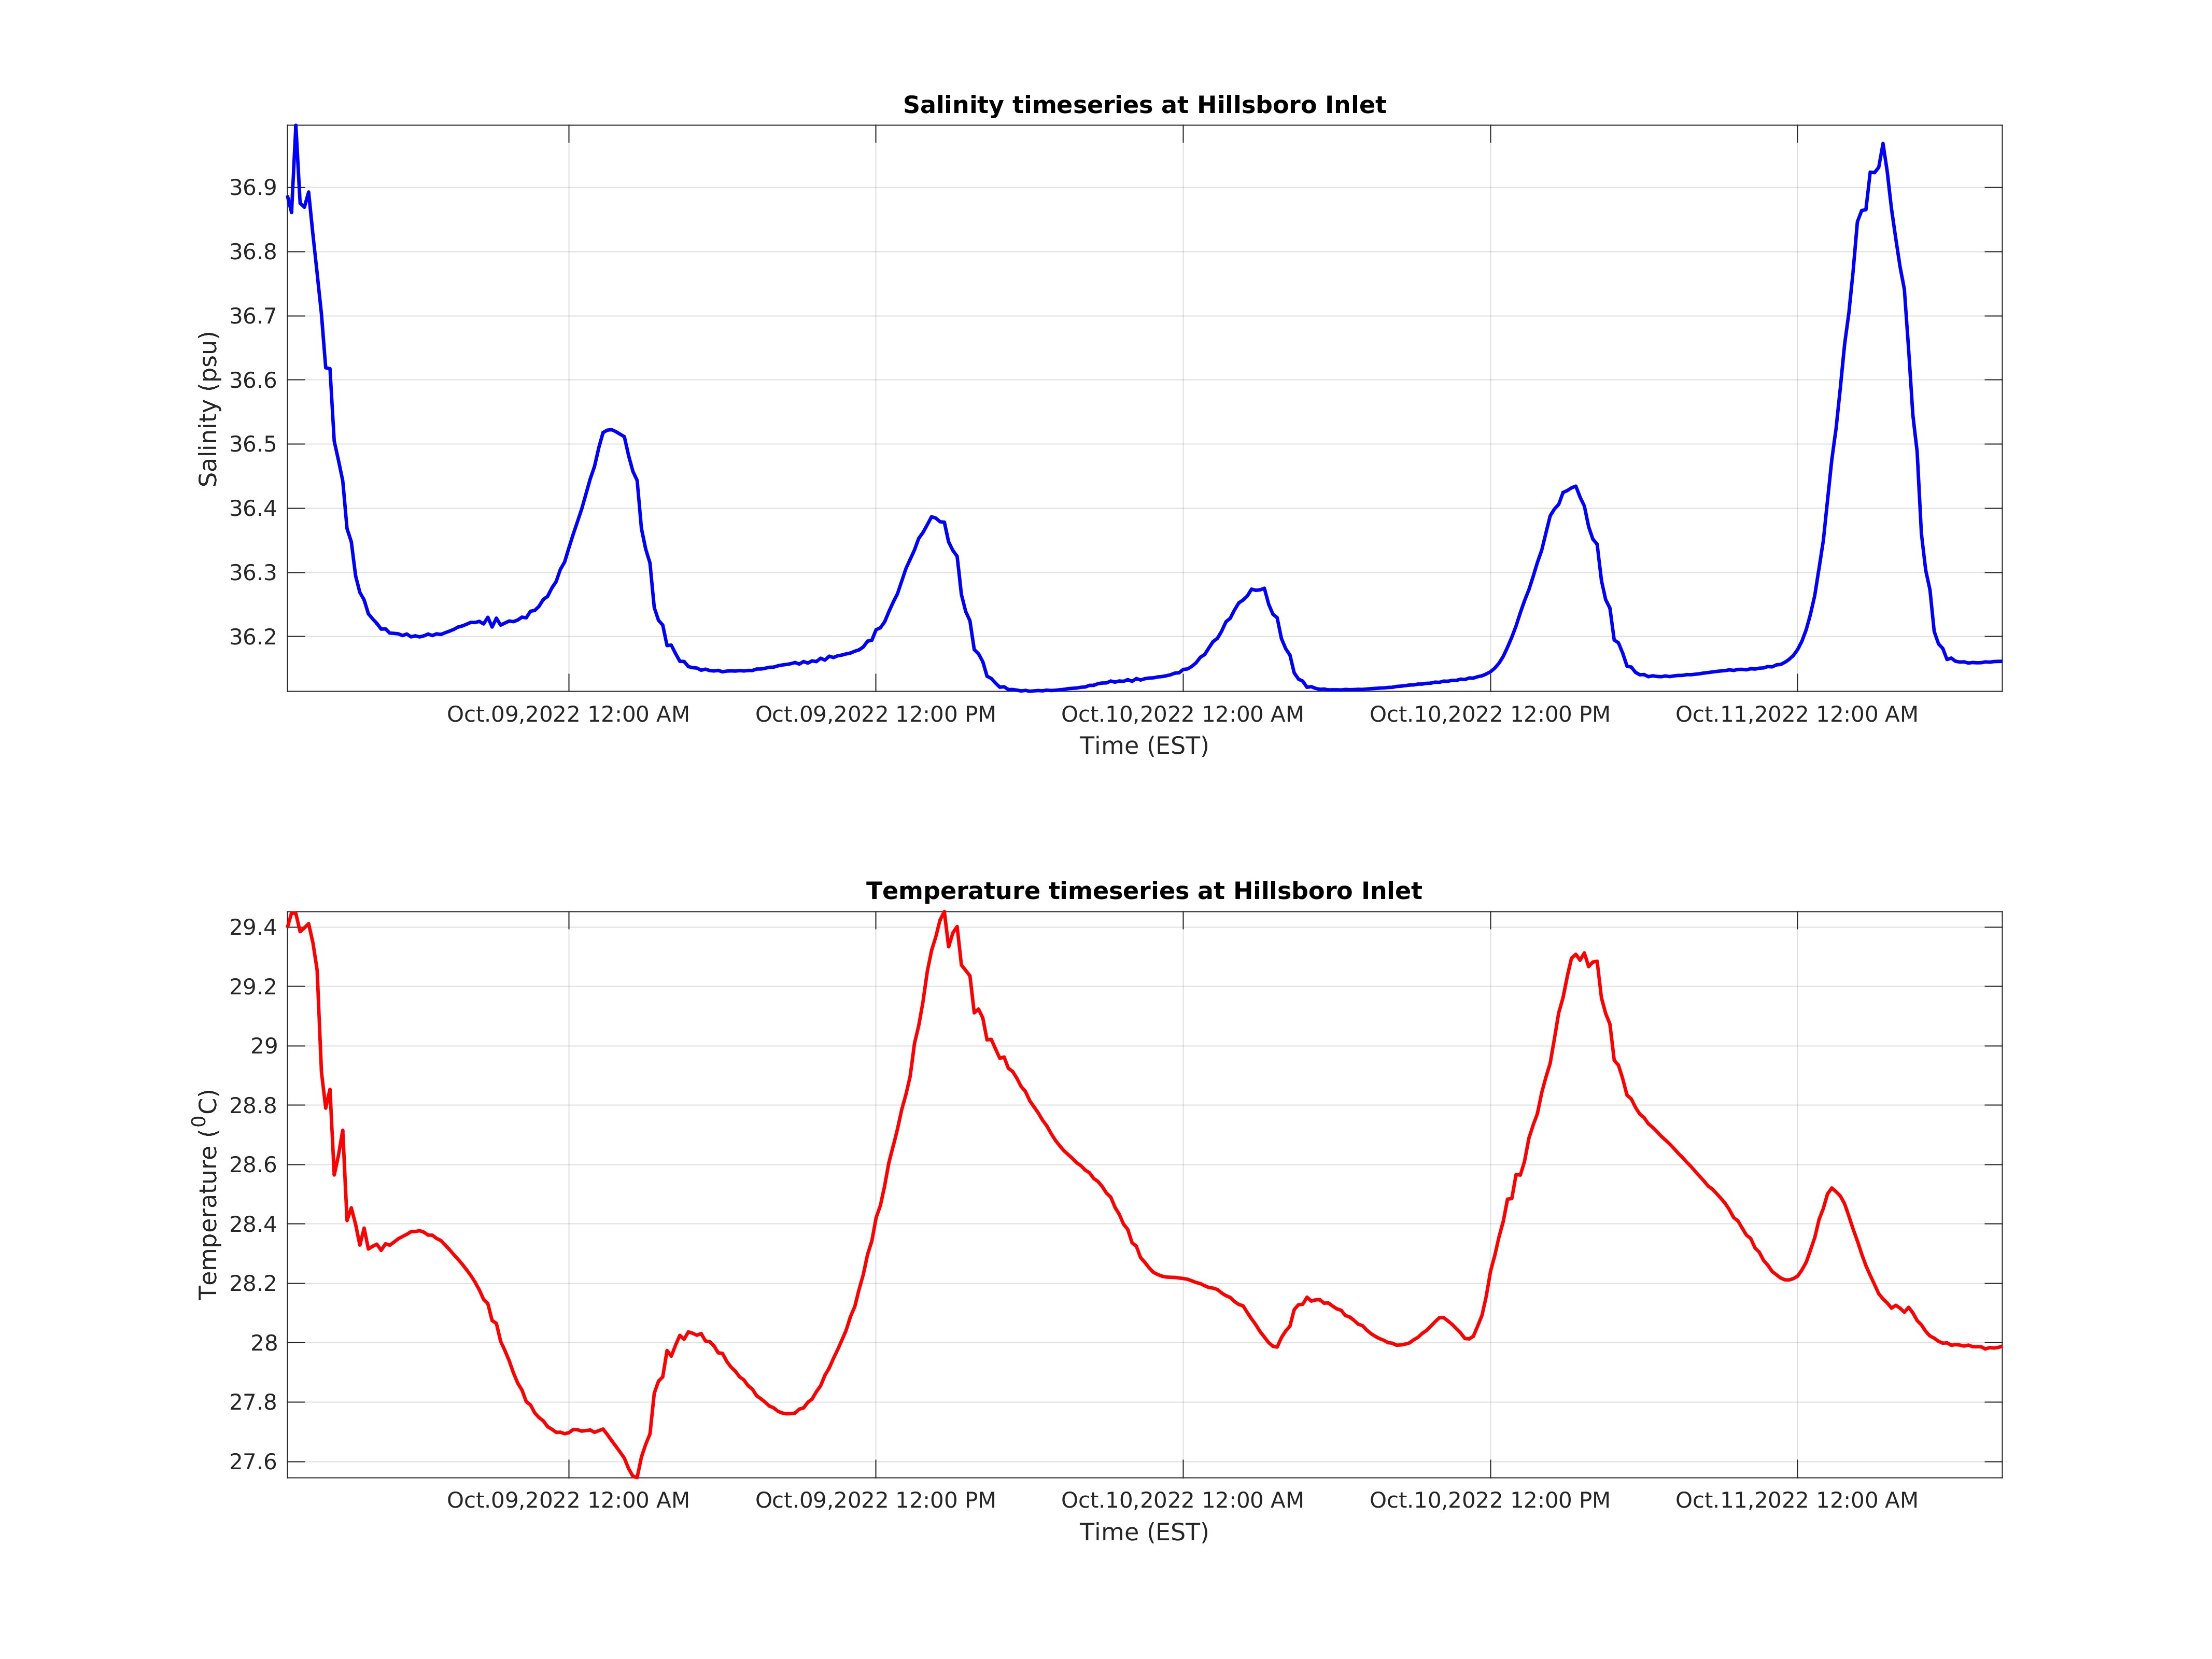 Salinity timeseries at Hillsboro Inlet
Salinity (psu)
36.9
36.8
36.7
36.6
36.5
36.4
36.3
36.2
Oct.09,2022 12:00 AM Oct.09,2022 12:00 PM Oct.10,2022 12:00 AM Oct.10,2022 12:00 PM Oct.11,2022 12:00 AM
Time (EST)
Temperature timeseries at Hillsboro Inlet
Temperature (⁰C)
29.4
29.2
29
28.8
28.6
28.4
28.2
28
27.8
27.6
Oct.09,2022 12:00 AM Oct.09,2022 12:00 PM Oct.10,2022 12:00 AM Oct.10,2022 12:00 PM Oct.11,2022 12:00 AM
Time (EST)